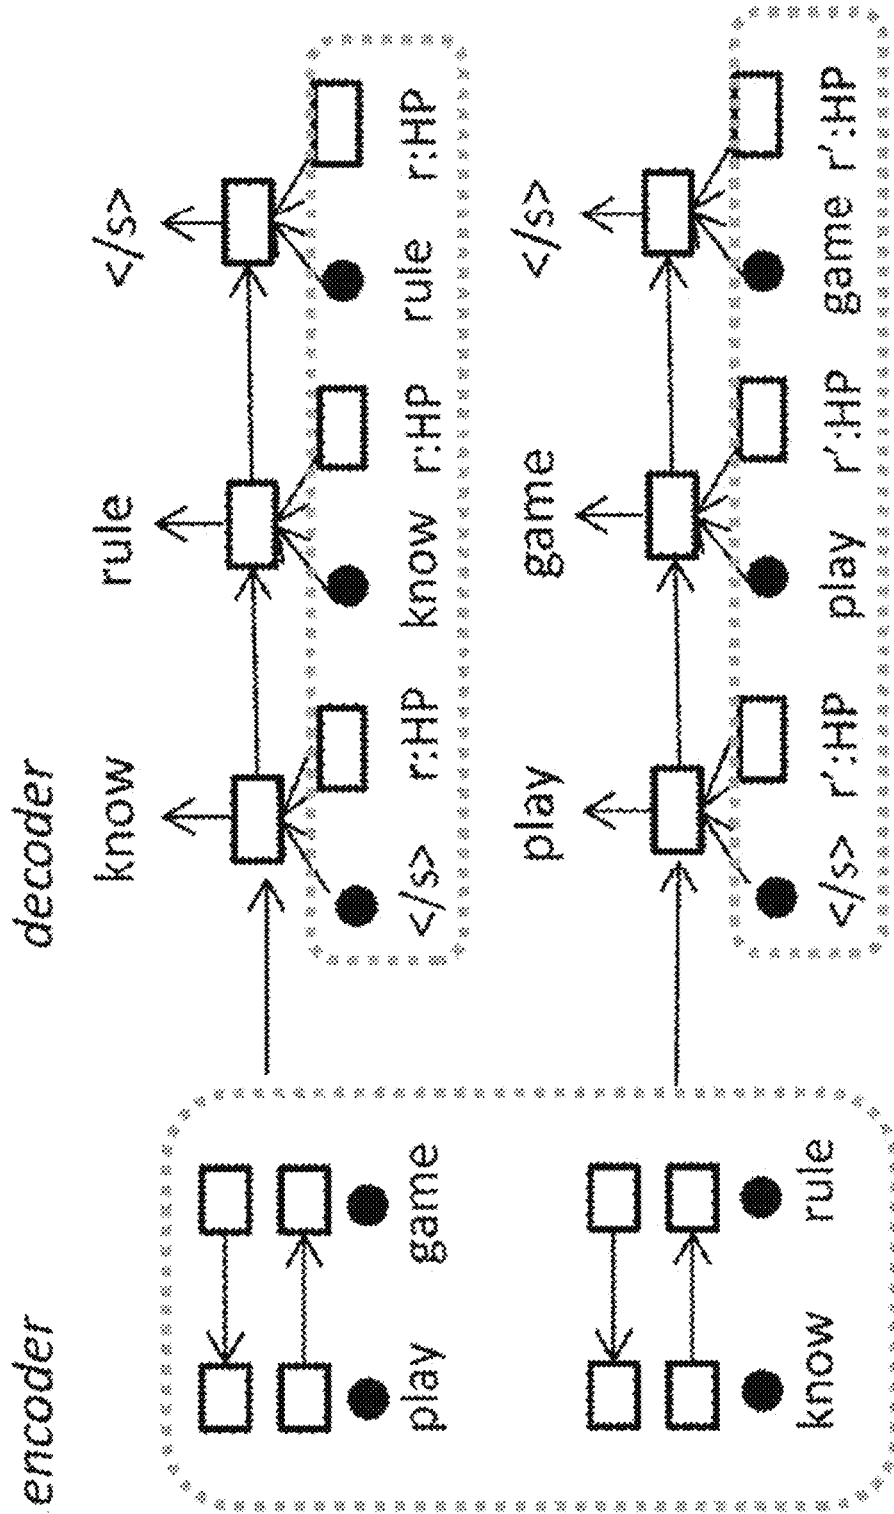 encoder decoder
know rule </s>
play game </s> r:HP know r:HP rule r:HP
play game </s>
know rule </s> r':HP play r':HP game r':HP